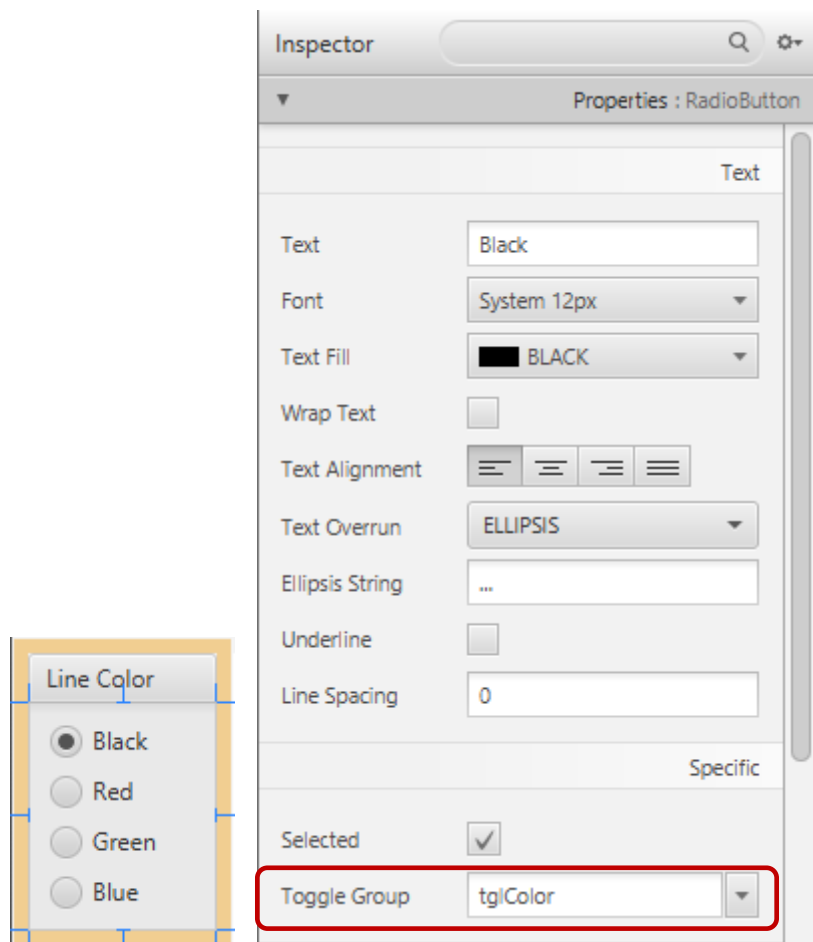 Inspector
Properties : RadioButton
Text
Text Black
Font System 12px
Text Fill BLACK
Wrap Text
Text Alignment
Text Overrun ELLIPSIS
Ellipsis String ...
Underline
Line Spacing 0
Specific
Selected
Toggle Group tglColor
Line Color
Black
Red
Green
Blue